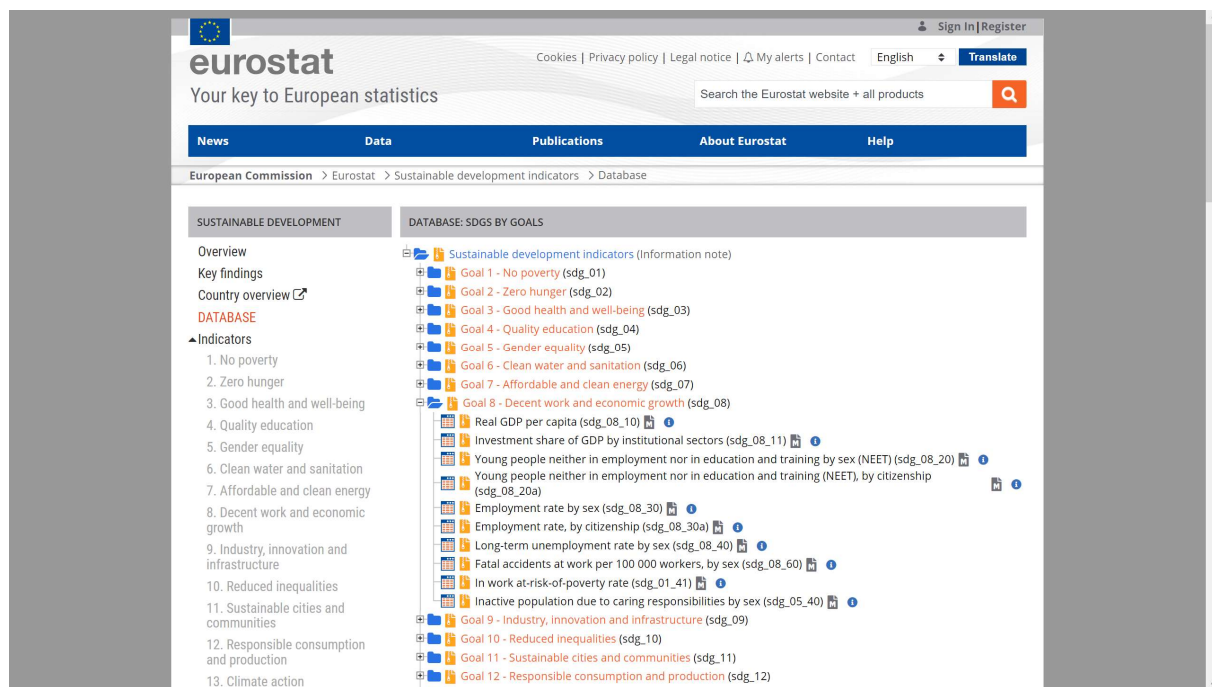 Sign In|Register
eurostat
Cookies | Privacy policy | Legal notice | My alerts | Contact
English
Translate
Your key to European statistics
Search the Eurostat website + all products
News
Data
Publications
About Eurostat
Help
European Commission > Eurostat > Sustainable development indicators > Database
SUSTAINABLE DEVELOPMENT
Overview
Key findings
Country overview
DATABASE
Indicators
1. No poverty
2. Zero hunger
3. Good health and well-being
4. Quality education
5. Gender equality
6. Clean water and sanitation
7. Affordable and clean energy
8. Decent work and economic
growth
9. Industry, innovation and
infrastructure
10. Reduced inequalities
11. Sustainable cities and
communities
12. Responsible consumption
and production
13. Climate action
DATABASE: SDGS BY GOALS
Sustainable development indicators (Information note)
Goal 1 - No poverty (sdg_01)
Goal 2 - Zero hunger (sdg_02)
Goal 3 - Good health and well-being (sdg_03)
Goal 4 - Quality education (sdg_04)
Goal 5 - Gender equality (sdg_05)
Goal 6 - Clean water and sanitation (sdg_06)
Goal 7 - Affordable and clean energy (sdg_07)
Goal 8 - Decent work and economic growth (sdg_08)
Real GDP per capita (sdg_08_10) M
Investment share of GDP by institutional sectors (sdg_08_11) M
Young people neither in employment nor in education and training by sex (NEET) (sdg_08_20) M
Young people neither in employment nor in education and training (NEET), by citizenship
(sdg_08_20a) M
Employment rate by sex (sdg_08_30) M
Employment rate, by citizenship (sdg_08_30a) M
Long-term unemployment rate by sex (sdg_08_40) M
Fatal accidents at work per 100 000 workers, by sex (sdg_08_60) M
In work at-risk-of-poverty rate (sdg_01_41) M
Inactive population due to caring responsibilities by sex (sdg_05_40) M
Goal 9 - Industry, innovation and infrastructure (sdg_09)
Goal 10 - Reduced inequalities (sdg_10)
Goal 11 - Sustainable cities and communities (sdg_11)
Goal 12 - Responsible consumption and production (sdg_12)